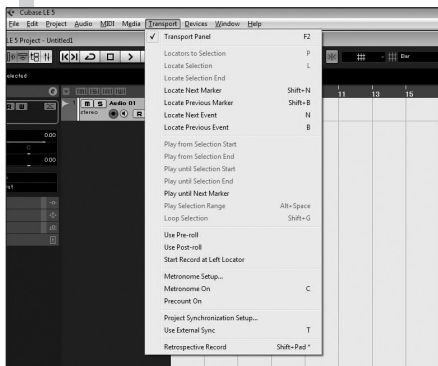 Cubase LE 5
File Edit Project Audio MIDI Media Transport Devices Window Help
LE 5 Project - Untitled1
Bar
elected
11 13 15
1 M S Audio 01
stereo R
R W
0.00
0.00
✓ Transport Panel F2
Locators to Selection P
Locate Selection L
Locate Selection End
Locate Next Marker Shift+N
Locate Previous Marker Shift+B
Locate Next Event N
Locate Previous Event B
Play from Selection Start
Play from Selection End
Play until Selection Start
Play until Selection End
Play until Next Marker
Play Selection Range Alt+Space
Loop Selection Shift+G
Use Pre-roll
Use Post-roll
Start Record at Left Locator
Metronome Setup...
Metronome On C
Precount On
Project Synchronization Setup...
Use External Sync T
Retrospective Record Shift+Pad *